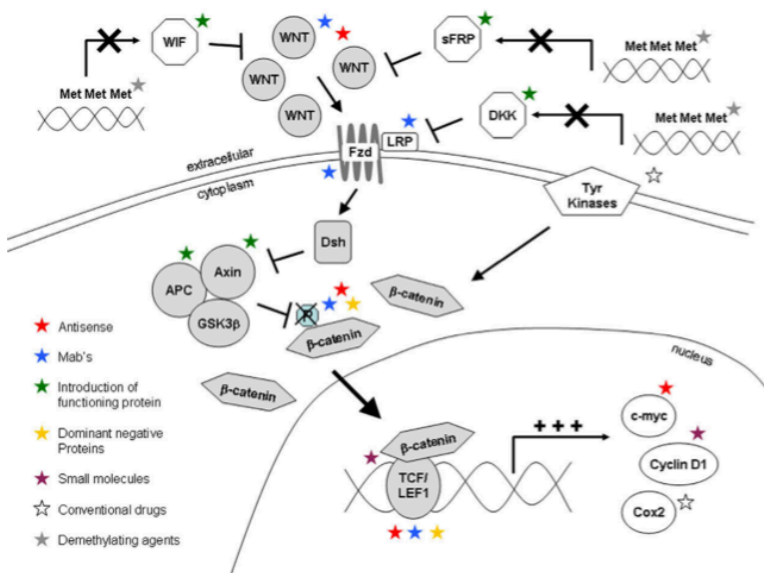 WNT
WIF
WNT
sFRP
Met Met Met
WNT
WNT
Met Met Met
WNT
DKK
Met Met Met
LRP
Fzd
extracellular
cytoplasm
Tyr
Kinases
Dsh
Axin
APC
GSK3β
P
β-catenin
β-catenin
β-catenin
nucleus
Antisense
Mab's
Introduction of
functioning protein
Dominant negative
Proteins
Small molecules
Conventional drugs
Demethylating agents
β-catenin
TCF/
LEF1
+ + +
c-myc
Cyclin D1
Cox2